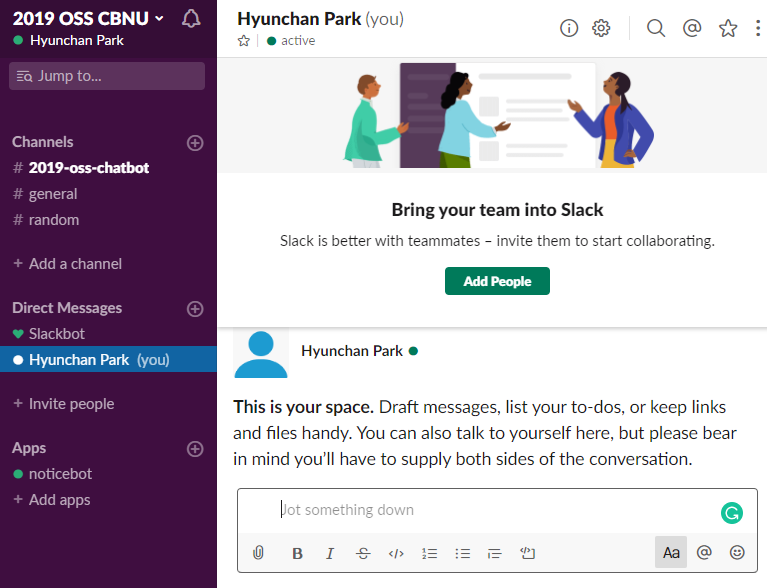 2019 OSS CBNU
Hyunchan Park
Jump to...
Channels
# 2019-oss-chatbot
# general
# random
+ Add a channel
Direct Messages
Slackbot
Hyunchan Park (you)
+ Invite people
Apps
noticebot
+ Add apps
Hyunchan Park (you)
active
Bring your team into Slack
Slack is better with teammates – invite them to start collaborating.
Add People
Hyunchan Park
This is your space. Draft messages, list your to-dos, or keep links
and files handy. You can also talk to yourself here, but please bear
in mind you’ll have to supply both sides of the conversation.
Jot something down
B I S </> Aa @